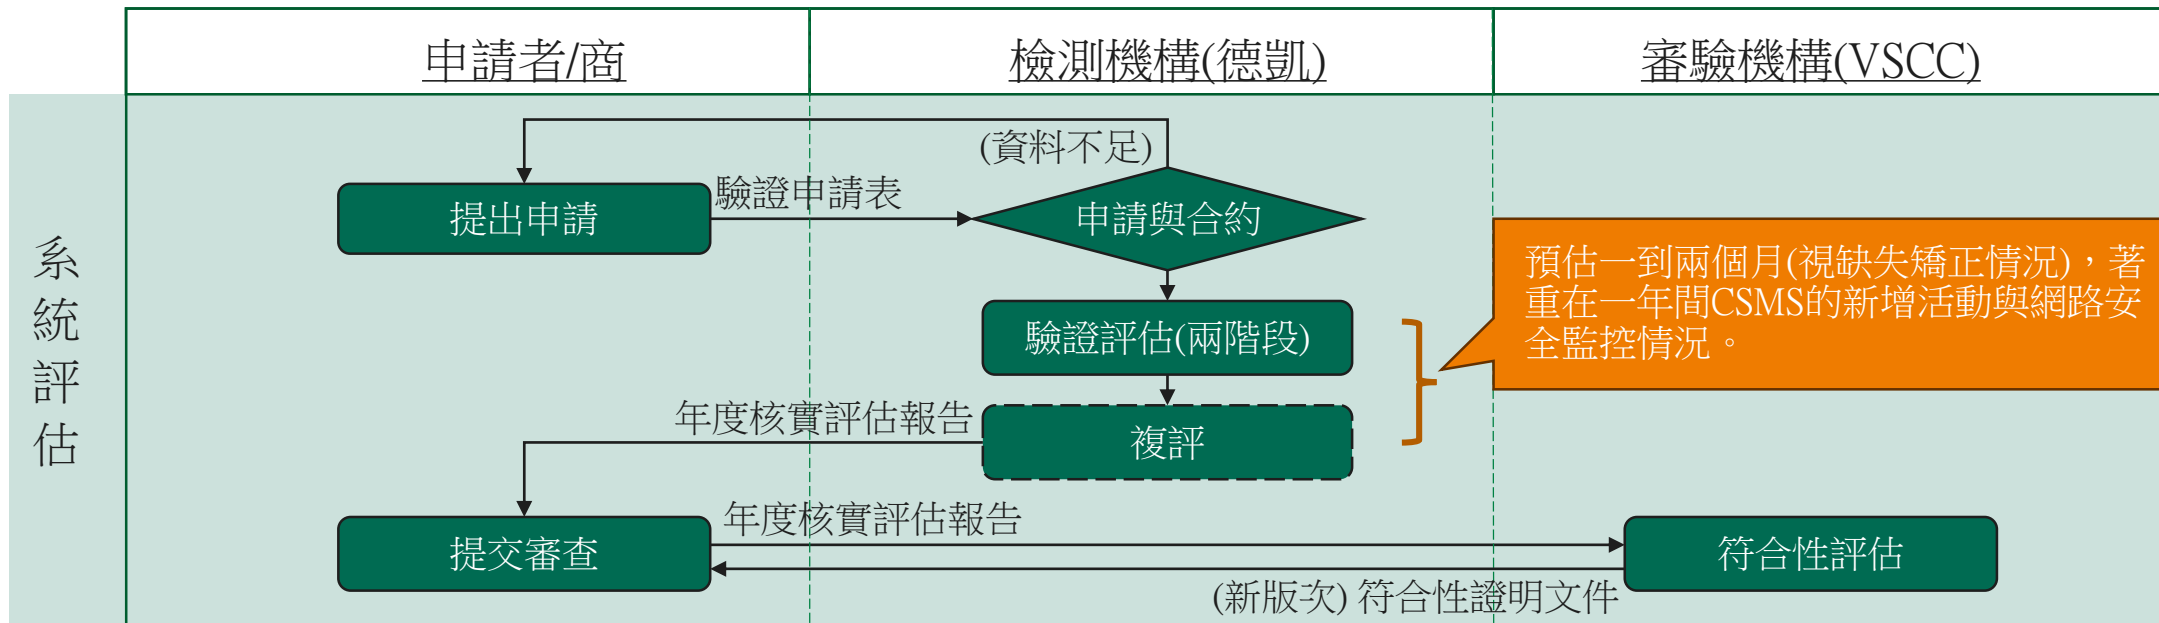 申請者/商
檢測機構(德凱)
審驗機構(VSCC)
系統評估
(資料不足)
提出申請
驗證申請表
申請與合約
驗證評估(兩階段)
預估一到兩個月(視缺失矯正情況)，著
重在一年間CSMS的新增活動與網路安
全監控情況。
年度核實評估報告
複評
年度核實評估報告
提交審查
符合性評估
(新版次) 符合性證明文件